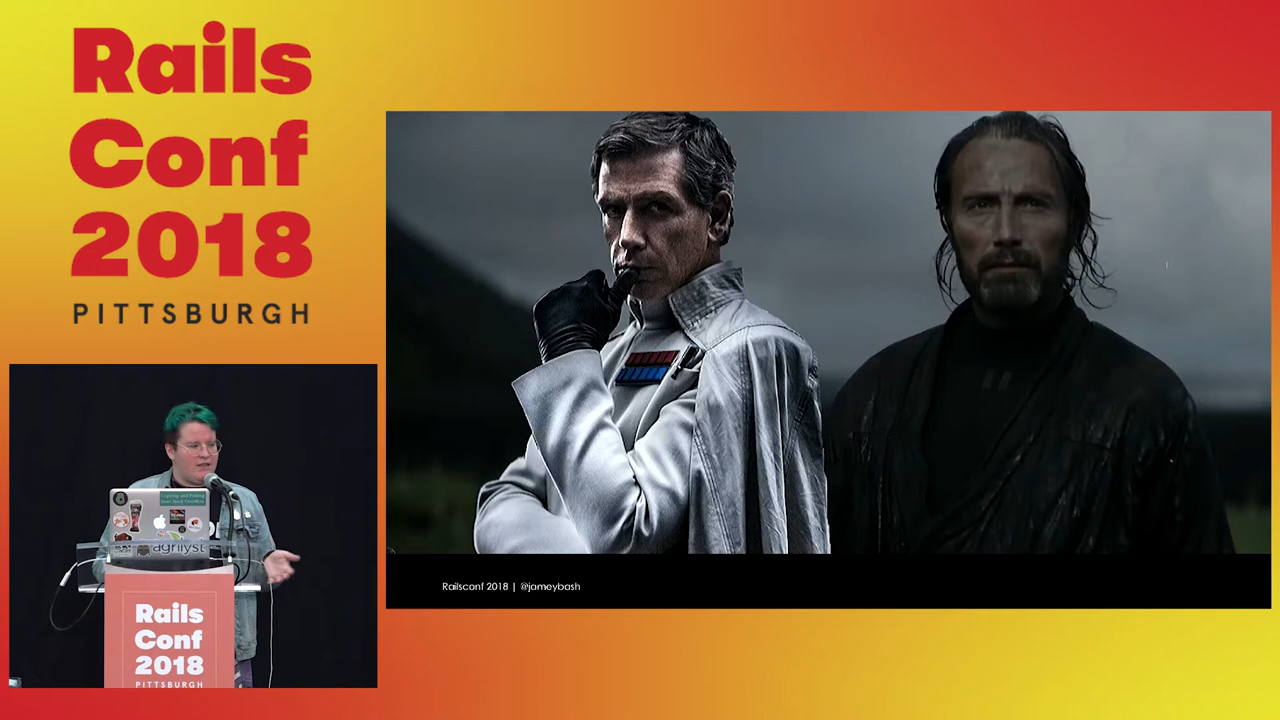 Rails
Conf
2018
PITTSBURGH
Railsconf 2018 | @jameybash
agrilyst
Rails
Conf
2018
PITTSBURGH